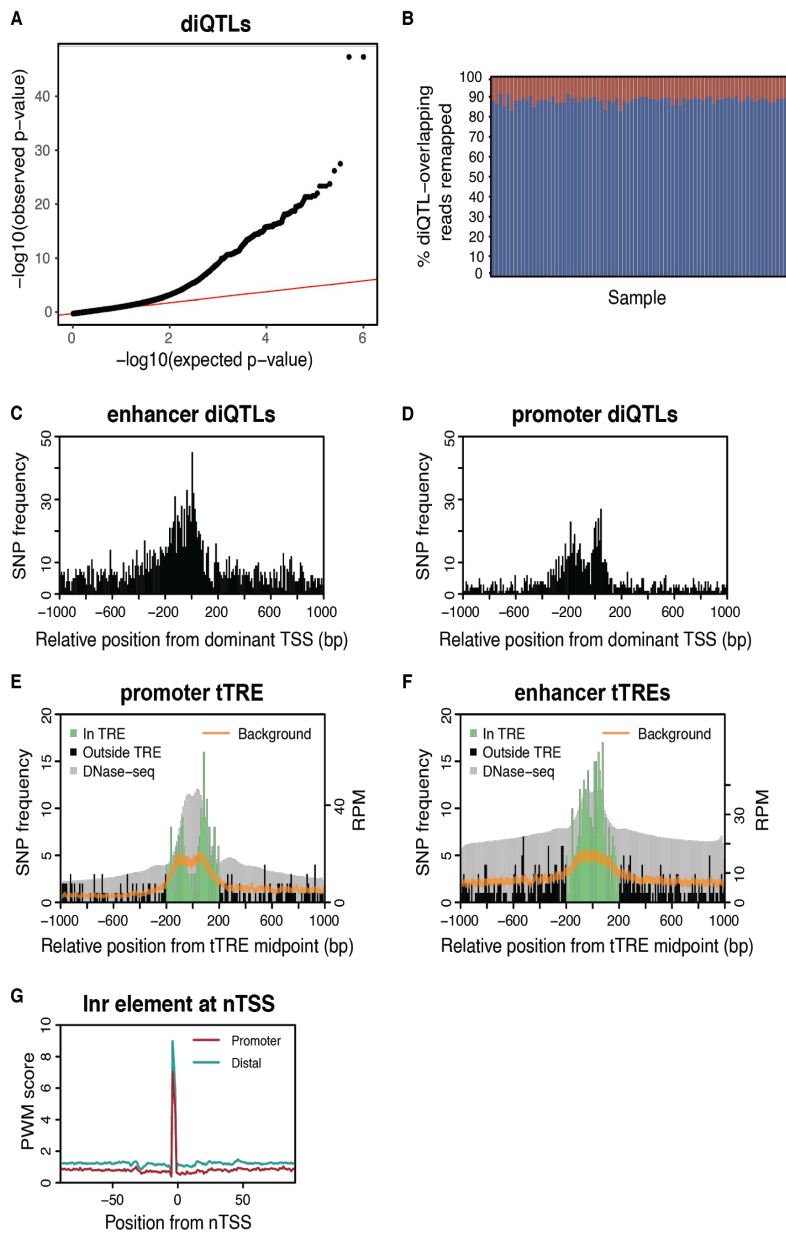 A
diQTLs
−log10(observed p−value)
40
30
20
10
0
0 2 4 6
−log10(expected p−value)
B
% diQTL−overlapping
reads remapped
100
90
80
70
60
50
40
30
20
10
0
Sample
C
enhancer diQTLs
SNP frequency
50
30
10
0
−1000 −600 −200 200 600 1000
Relative position from dominant TSS (bp)
D
promoter diQTLs
SNP frequency
50
30
10
0
−1000 −600 −200 200 600 1000
Relative position from dominant TSS (bp)
E
promoter tTRE
SNP frequency
20
15
10
5
0
In TRE
Outside TRE
DNase−seq
Background
40
0
RPM
−1000 −600 −200 200 600 1000
Relative position from tTRE midpoint (bp)
F
enhancer tTREs
SNP frequency
20
15
10
5
0
In TRE
Outside TRE
DNase−seq
Background
30
10
0
RPM
−1000 −600 −200 200 600 1000
Relative position from tTRE midpoint (bp)
G
Inr element at nTSS
PWM score
10
8
6
4
2
0
Promoter
Distal
−50 0 50
Position from nTSS